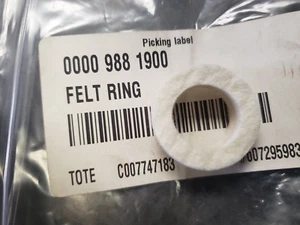 Picking label
0000 988 1900
FELT RING
TOTE C007747183 007295983